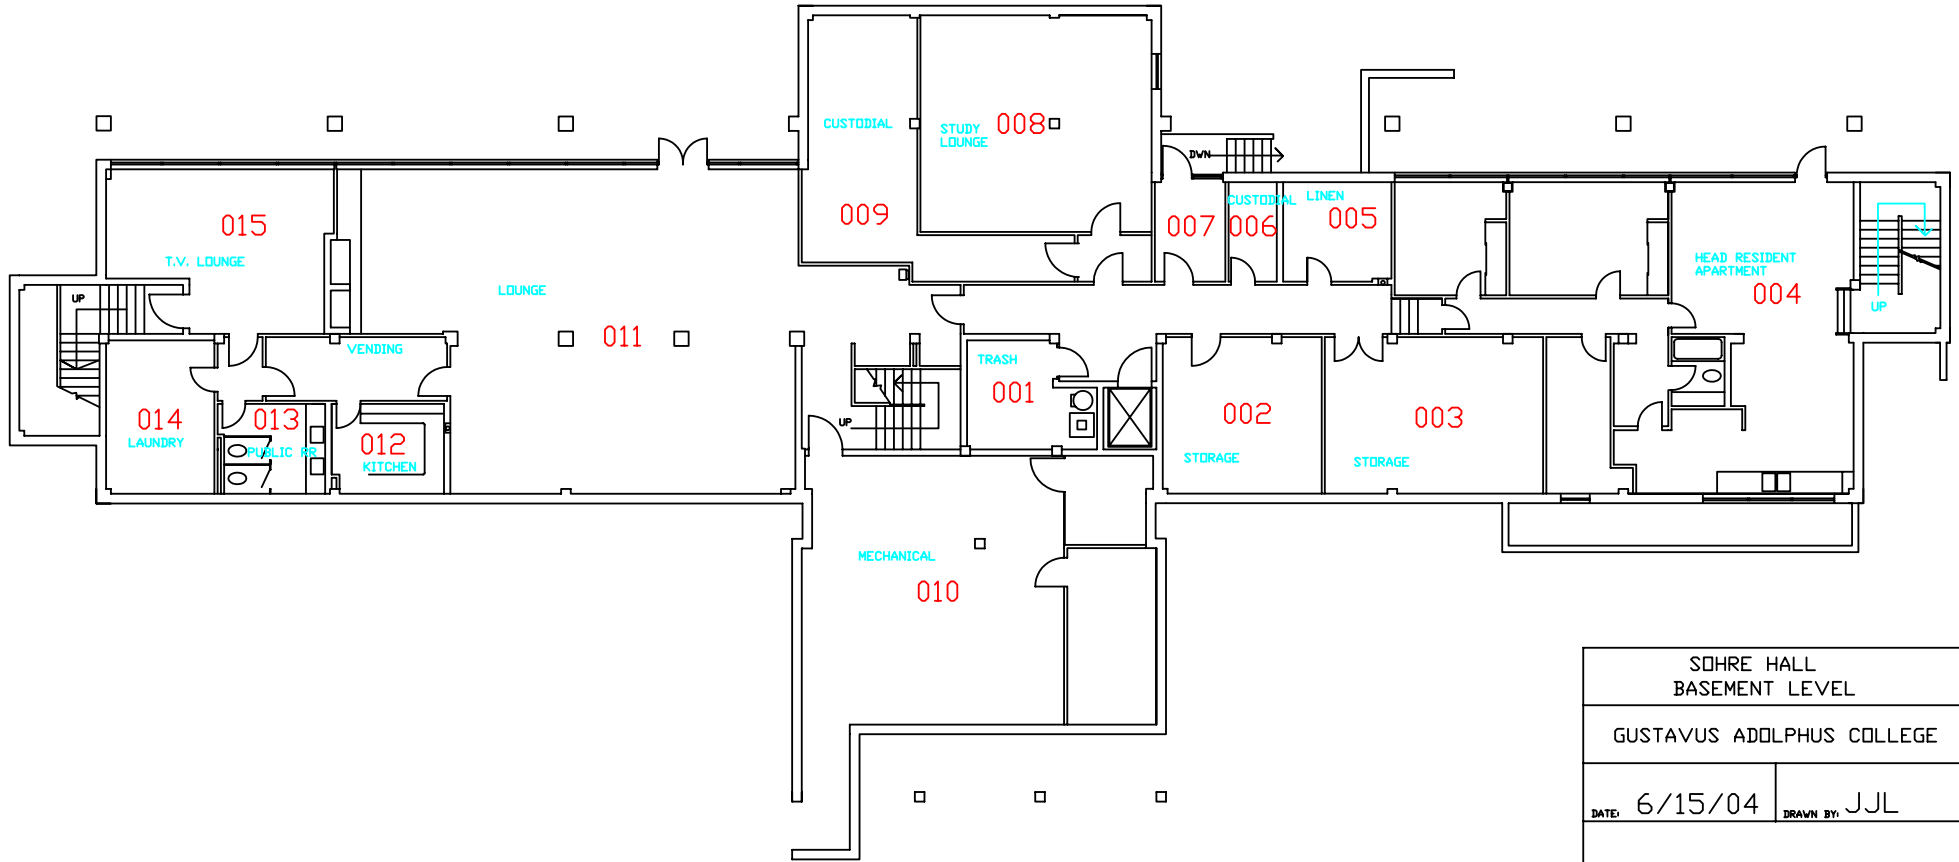 CUSTODIAL
STUDY
LOUNGE
008
DWN
009
007
CUSTODIAL
006
LINEN
005
015
T.V. LOUNGE
HEAD RESIDENT
APARTMENT
004
UP
UP
LOUNGE
011
VENDING
TRASH
001
014
LAUNDRY
013
PUBLIC RR
012
KITCHEN
UP
002
STORAGE
003
STORAGE
MECHANICAL
010
SOHRE HALL
BASEMENT LEVEL
GUSTAVUS ADOLPHUS COLLEGE
DATE: 6/15/04
DRAWN BY: JJL